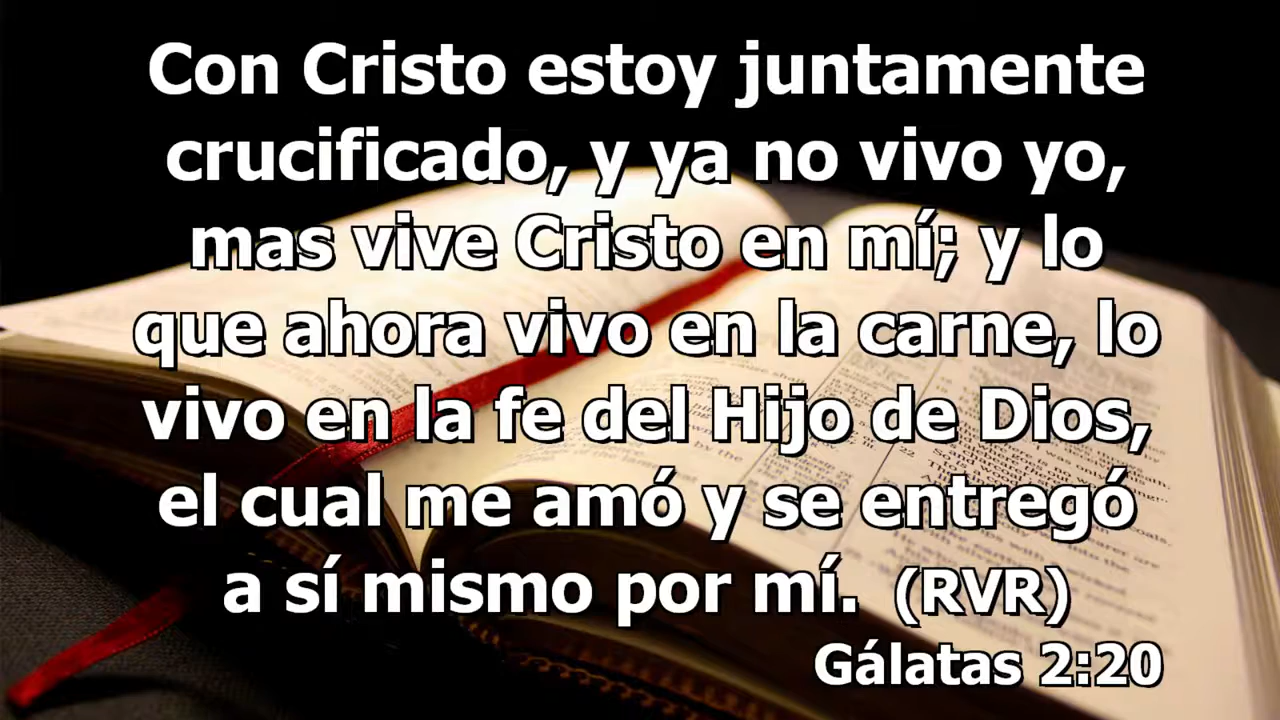 Con Cristo estoy juntamente
crucificado, y ya no vivo yo,
mas vive Cristo en mí; y lo
que ahora vivo en la carne, lo
vivo en la fe del Hijo de Dios,
el cual me amó y se entregó
a sí mismo por mí. (RVR)
Gálatas 2:20